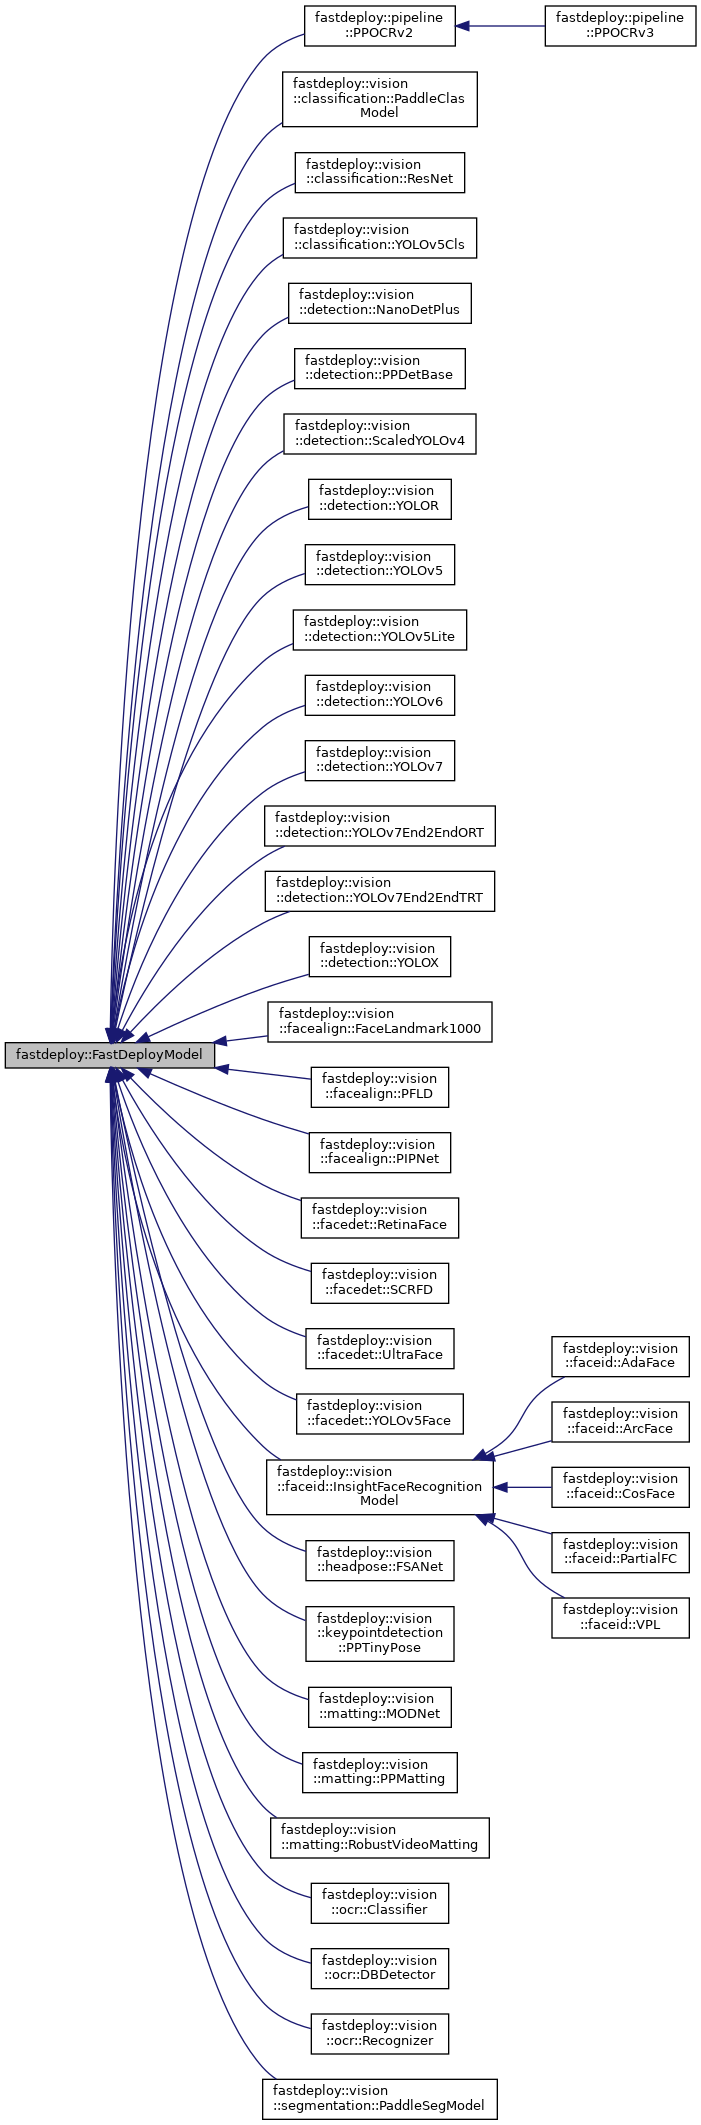 fastdeploy::pipeline
::PPOCRv2
fastdeploy::pipeline
::PPOCRv3
fastdeploy::vision
::classification::PaddleClas
Model
fastdeploy::vision
::classification::ResNet
fastdeploy::vision
::classification::YOLOv5Cls
fastdeploy::vision
::detection::NanoDetPlus
fastdeploy::vision
::detection::PPDetBase
fastdeploy::vision
::detection::ScaledYOLOv4
fastdeploy::vision
::detection::YOLOR
fastdeploy::vision
::detection::YOLOv5
fastdeploy::vision
::detection::YOLOv5Lite
fastdeploy::vision
::detection::YOLOv6
fastdeploy::vision
::detection::YOLOv7
fastdeploy::vision
::detection::YOLOv7End2EndORT
fastdeploy::vision
::detection::YOLOv7End2EndTRT
fastdeploy::vision
::detection::YOLOX
fastdeploy::vision
::facealign::FaceLandmark1000
fastdeploy::FastDeployModel
fastdeploy::vision
::facealign::PFLD
fastdeploy::vision
::facealign::PIPNet
fastdeploy::vision
::facedet::RetinaFace
fastdeploy::vision
::facedet::SCRFD
fastdeploy::vision
::facedet::UltraFace
fastdeploy::vision
::facedet::YOLOv5Face
fastdeploy::vision
::faceid::InsightFaceRecognition
Model
fastdeploy::vision
::faceid::AdaFace
fastdeploy::vision
::faceid::ArcFace
fastdeploy::vision
::faceid::CosFace
fastdeploy::vision
::faceid::PartialFC
fastdeploy::vision
::faceid::VPL
fastdeploy::vision
::headpose::FSANet
fastdeploy::vision
::keypointdetection
::PPTinyPose
fastdeploy::vision
::matting::MODNet
fastdeploy::vision
::matting::PPMatting
fastdeploy::vision
::matting::RobustVideoMatting
fastdeploy::vision
::ocr::Classifier
fastdeploy::vision
::ocr::DBDetector
fastdeploy::vision
::ocr::Recognizer
fastdeploy::vision
::segmentation::PaddleSegModel